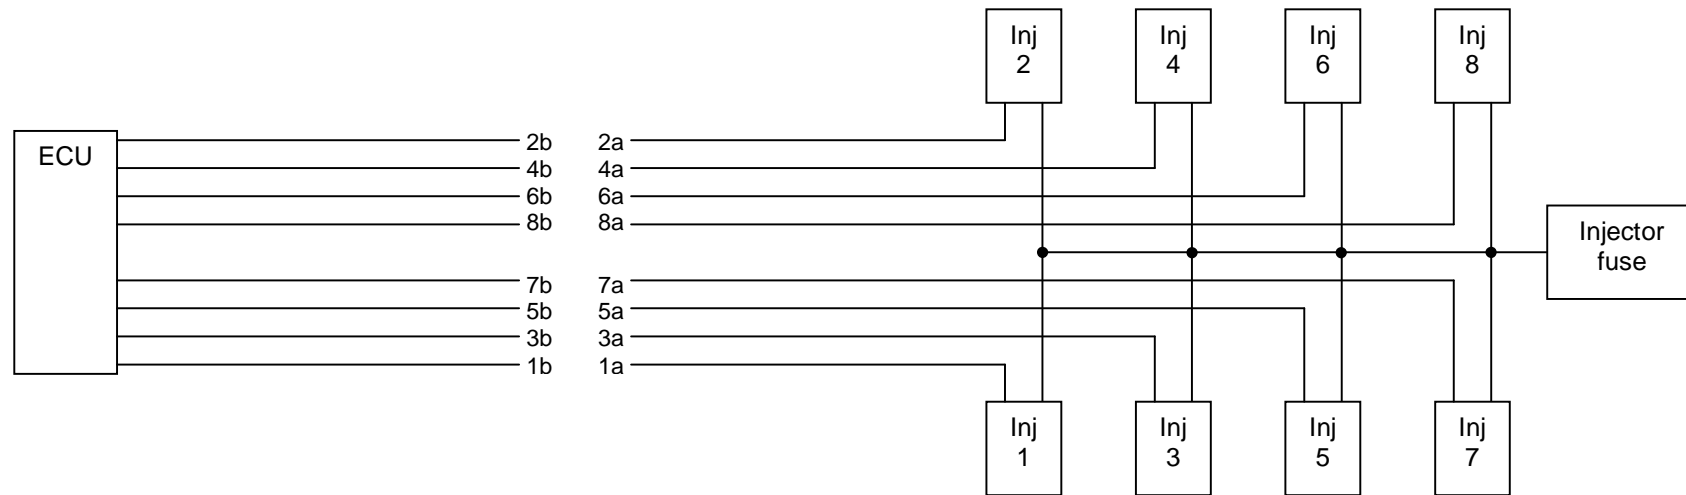 Inj
2
Inj
4
Inj
6
Inj
8
ECU
2b 2a
4b 4a
6b 6a
8b 8a
Injector
fuse
7b 7a
5b 5a
3b 3a
1b 1a
Inj
1
Inj
3
Inj
5
Inj
7